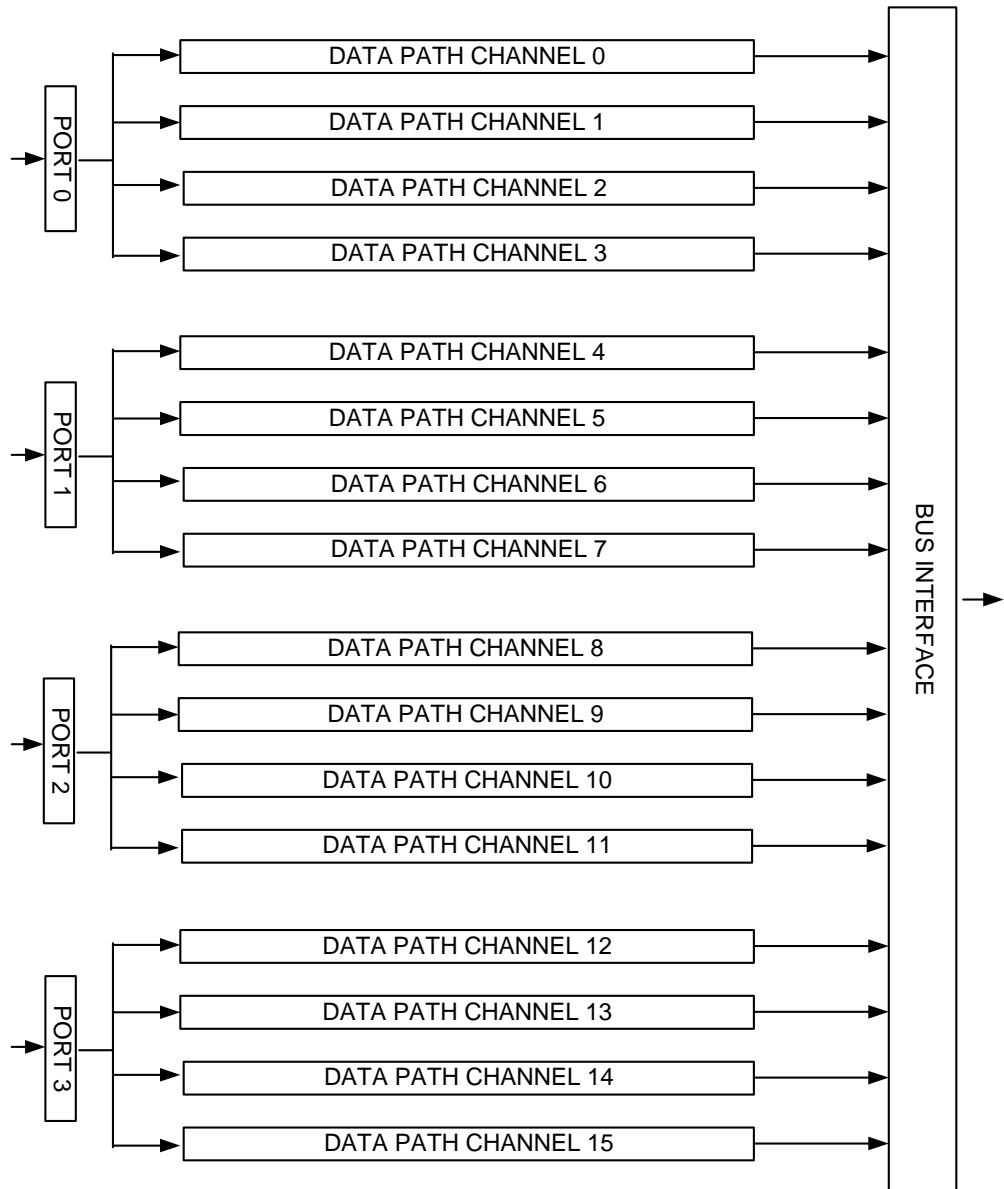 DATA PATH CHANNEL 0
DATA PATH CHANNEL 1
PORT 0
DATA PATH CHANNEL 2
DATA PATH CHANNEL 3
DATA PATH CHANNEL 4
DATA PATH CHANNEL 5
PORT 1
DATA PATH CHANNEL 6
DATA PATH CHANNEL 7
BUS INTERFACE
DATA PATH CHANNEL 8
DATA PATH CHANNEL 9
PORT 2
DATA PATH CHANNEL 10
DATA PATH CHANNEL 11
DATA PATH CHANNEL 12
DATA PATH CHANNEL 13
PORT 3
DATA PATH CHANNEL 14
DATA PATH CHANNEL 15